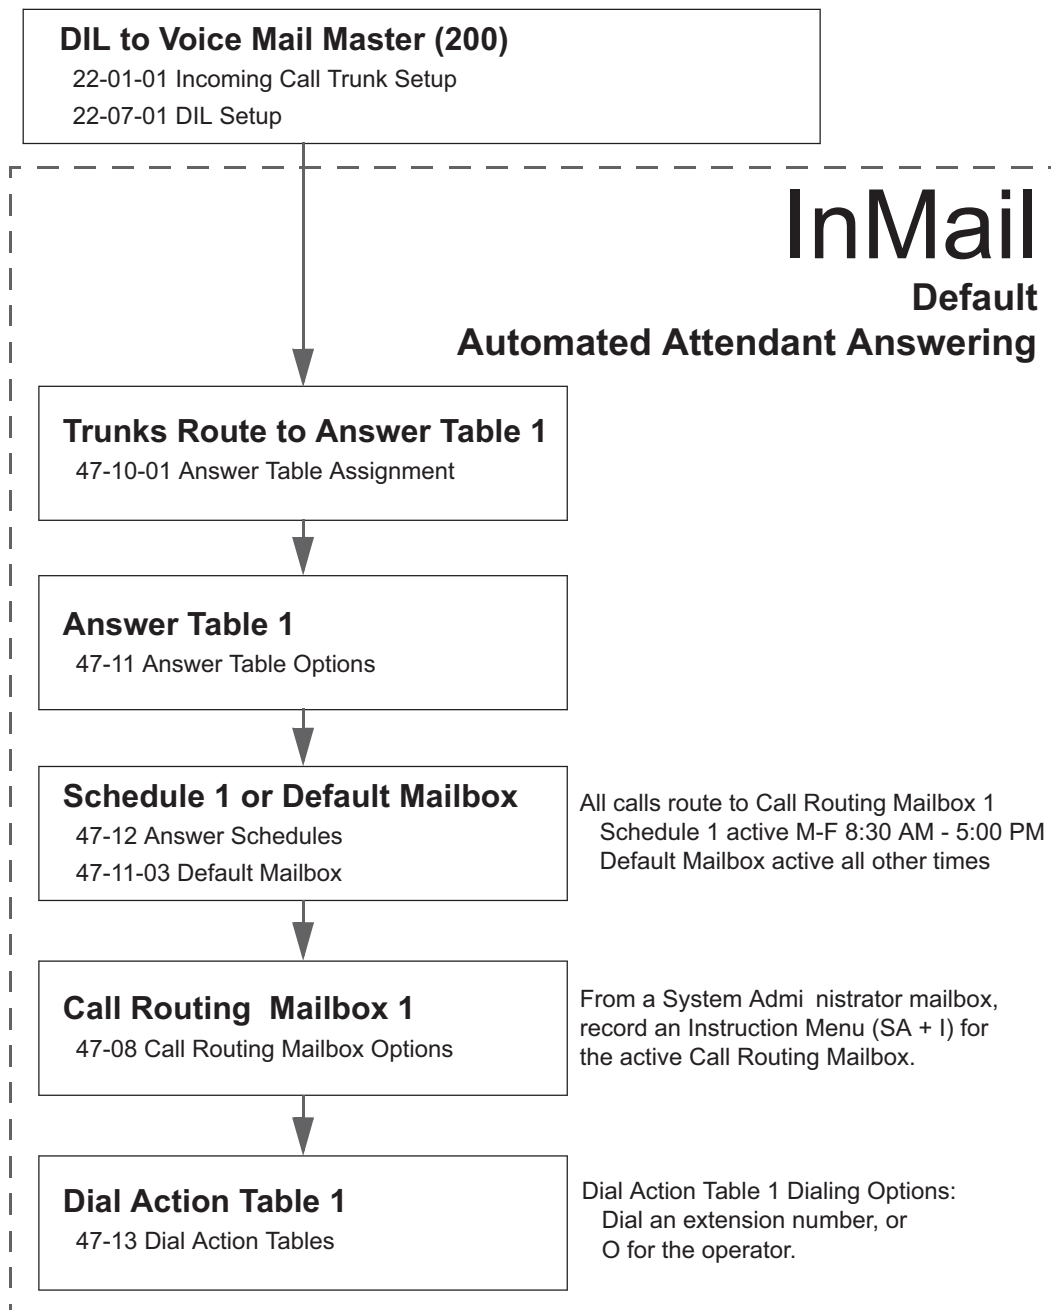 DIL to Voice Mail Master (200)
22-01-01 Incoming Call Trunk Setup
22-07-01 DIL Setup
InMail
Default
Automated Attendant Answering
Trunks Route to Answer Table 1
47-10-01 Answer Table Assignment
Answer Table 1
47-11 Answer Table Options
Schedule 1 or Default Mailbox
47-12 Answer Schedules
47-11-03 Default Mailbox
All calls route to Call Routing Mailbox 1
Schedule 1 active M-F 8:30 AM - 5:00 PM
Default Mailbox active all other times
Call Routing Mailbox 1
47-08 Call Routing Mailbox Options
From a System Admi nistrator mailbox,
record an Instruction Menu (SA + I) for
the active Call Routing Mailbox.
Dial Action Table 1
47-13 Dial Action Tables
Dial Action Table 1 Dialing Options:
Dial an extension number, or
O for the operator.